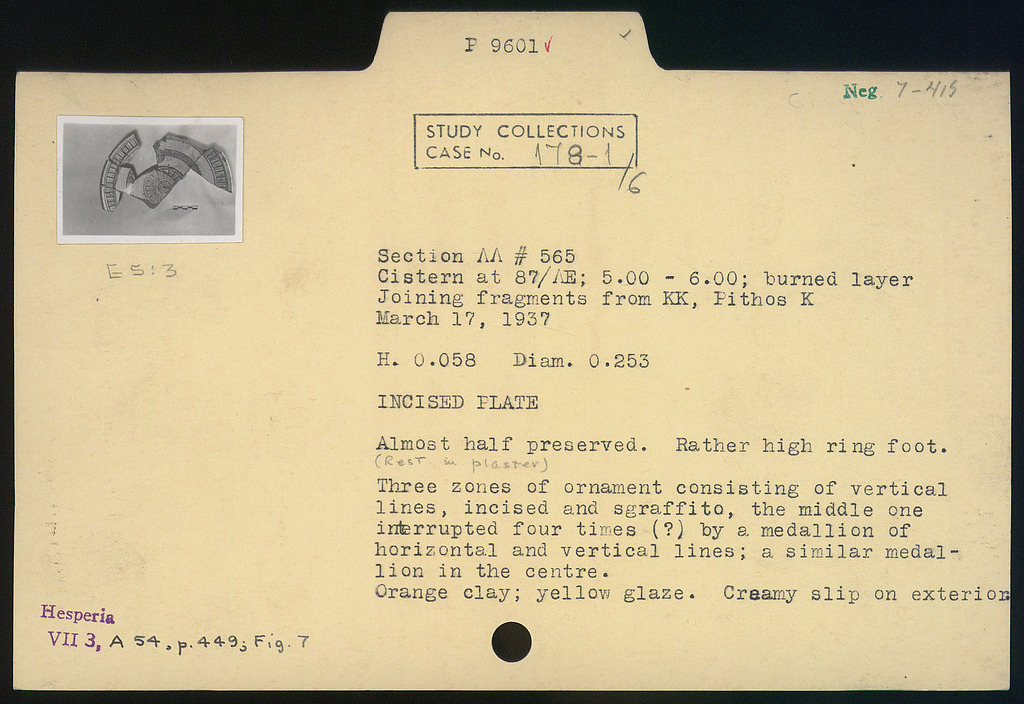 P 9601 ✓ ✓
Neg 7-415
STUDY COLLECTIONS
CASE No. 178-1/6
E 5:3
Section ΛΛ # 565
Cistern at 87/ΛΕ; 5.00 - 6.00; burned layer
Joining fragments from KK, Pithos K
March 17, 1937
H. 0.058 Diam. 0.253
INCISED PLATE
Almost half preserved. Rather high ring foot.
(Rest in plaster)
Three zones of ornament consisting of vertical
lines, incised and sgraffito, the middle one
interrupted four times (?) by a medallion of
horizontal and vertical lines; a similar medal-
lion in the centre.
Orange clay; yellow glaze. Creamy slip on exterior
Hesperia
VII 3, A 54, p. 449; Fig. 7